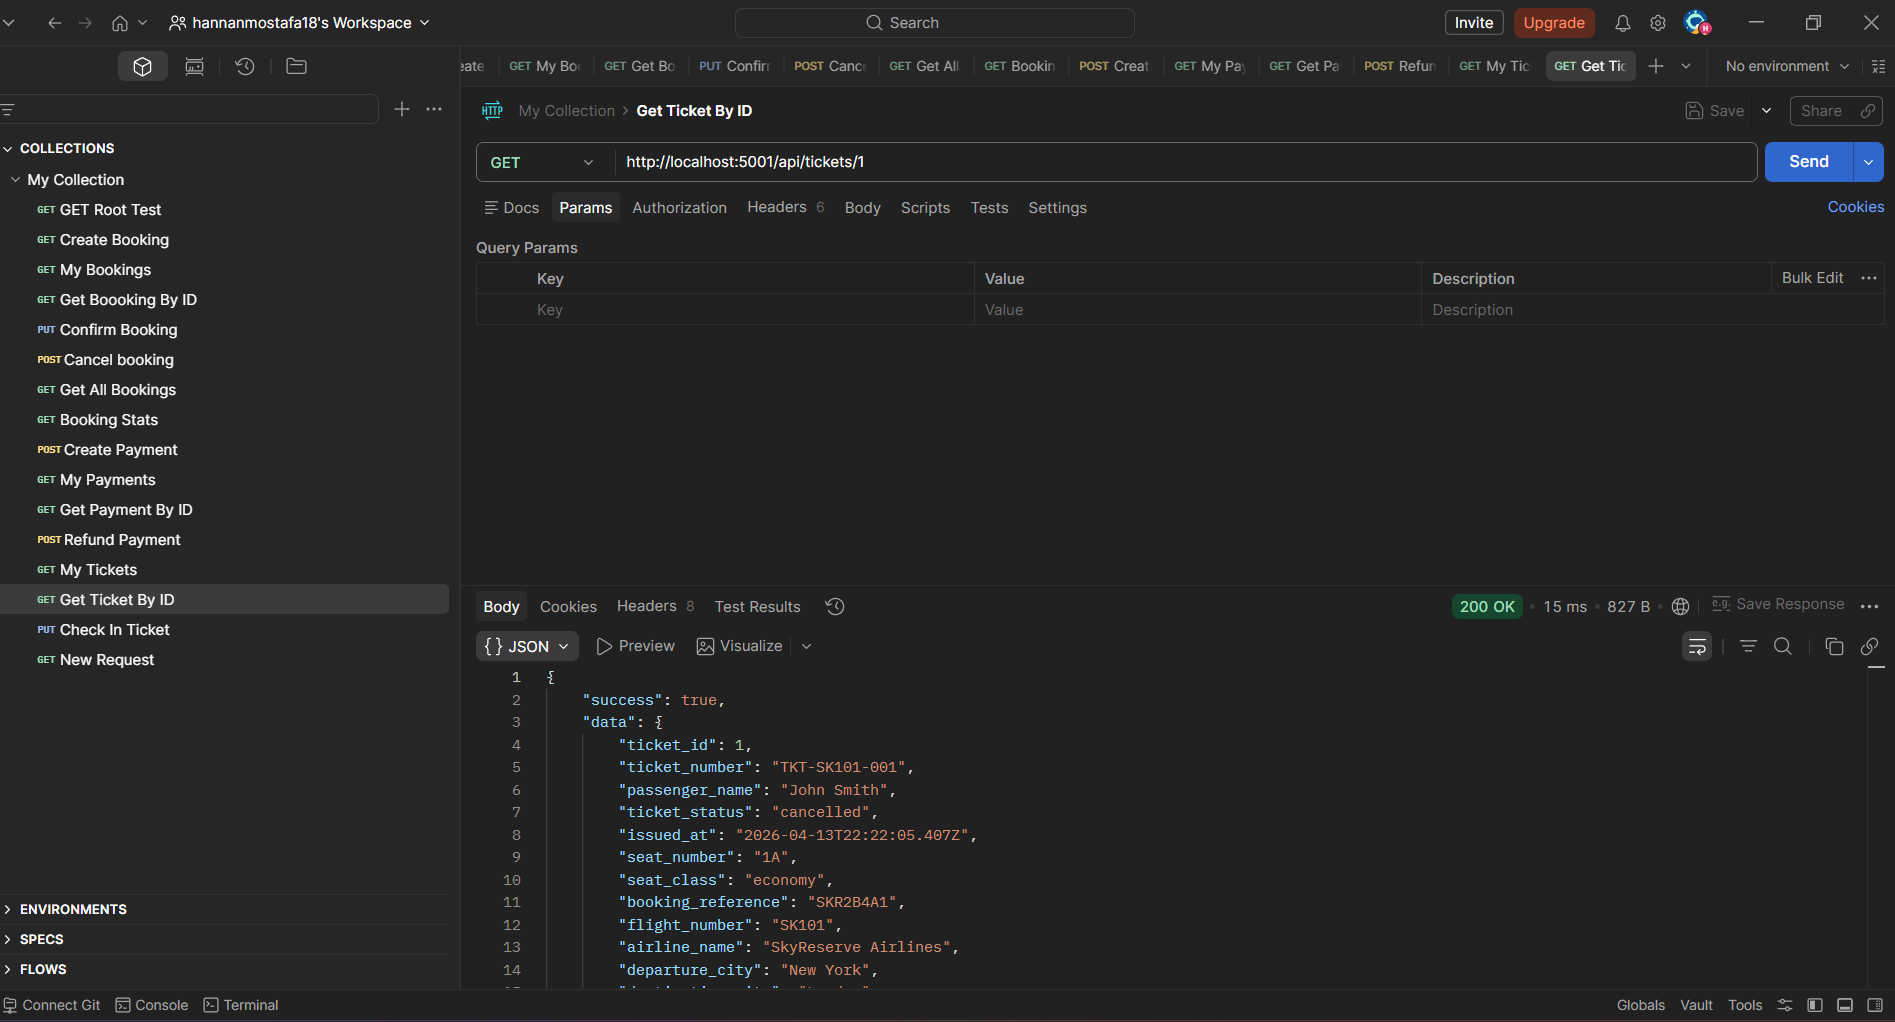 hannanmostafa18's Workspace
Search
Invite
Upgrade
eate
GET My Bo
GET Get Bo
PUT Confir
POST Canc
GET Get All
GET Bookin
POST Creat
GET My Pa
GET Get Pa
POST Refun
GET My Tic
GET Get Tic
No environment
COLLECTIONS
My Collection
GET GET Root Test
GET Create Booking
GET My Bookings
GET Get Boooking By ID
PUT Confirm Booking
POST Cancel booking
GET Get All Bookings
GET Booking Stats
POST Create Payment
GET My Payments
GET Get Payment By ID
POST Refund Payment
GET My Tickets
GET Get Ticket By ID
PUT Check In Ticket
GET New Request
ENVIRONMENTS
SPECS
FLOWS
HTTP My Collection > Get Ticket By ID
Save
Share
GET http://localhost:5001/api/tickets/1
Send
Docs Params Authorization Headers 6 Body Scripts Tests Settings
Cookies
Query Params
Key Value Description Bulk Edit
Key Value Description
Body Cookies Headers 8 Test Results
200 OK • 15 ms • 827 B • e.g. Save Response
{} JSON Preview Visualize
1 {
2 "success": true,
3 "data": {
4 "ticket_id": 1,
5 "ticket_number": "TKT-SK101-001",
6 "passenger_name": "John Smith",
7 "ticket_status": "cancelled",
8 "issued_at": "2026-04-13T22:22:05.407Z",
9 "seat_number": "1A",
10 "seat_class": "economy",
11 "booking_reference": "SKR2B4A1",
12 "flight_number": "SK101",
13 "airline_name": "SkyReserve Airlines",
14 "departure_city": "New York",
Connect Git Console Terminal
Globals Vault Tools